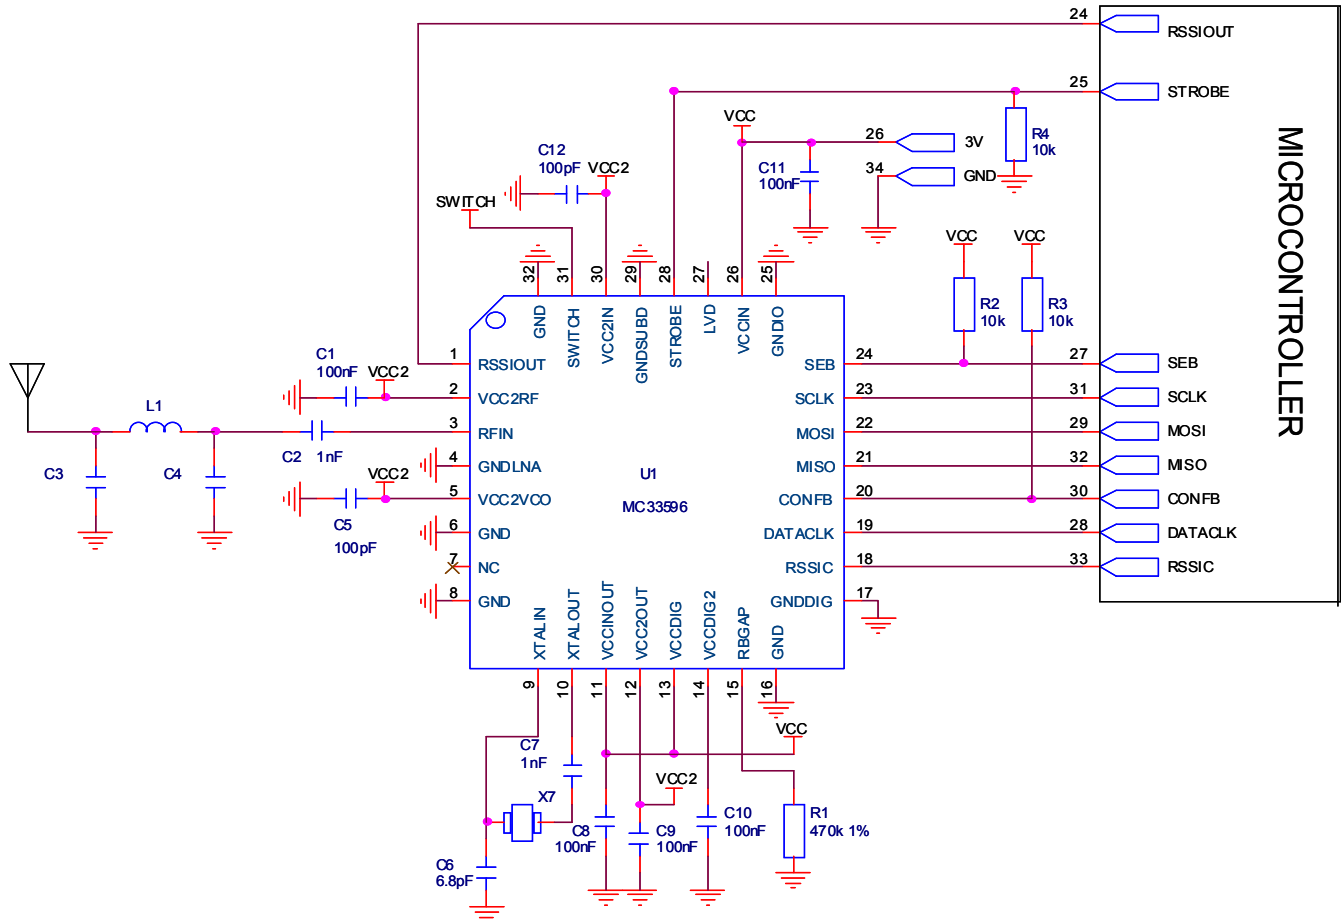 24
RSSIOUT
25
STROBE
VCC
26
3V
R4
10k
C12
100pF
VCC2
C11
100nF
34
GND
SWITCH
MICROCONTROLLER
VCC
VCC
32
31
30
29
28
27
26
25
R2
10k
R3
10k
GND
SWITCH
VCC2IN
GNDSUBD
STROBE
LVD
VCCIN
GNDIO
C1
100nF
VCC2
1
RSSIOUT
SEB
24
27
SEB
2
VCC2RF
SCLK
23
31
SCLK
L1
3
RFIN
MOSI
22
29
MOSI
C2
1nF
C3
C4
VCC2
4
GNDLNA
U1
MISO
21
32
MISO
5
VCC2VCO
MC33596
CONFB
20
30
CONFB
C5
100pF
6
GND
DATACLK
19
28
DATACLK
7
NC
RSSIC
18
33
RSSIC
8
GND
GNDDIG
17
XTALIN
XTALOUT
VCCINOUT
VCC2OUT
VCCDIG
VCCDIG2
RBGAP
GND
9
10
11
12
13
14
15
16
VCC
C7
1nF
VCC2
X7
C8
100nF
C9
100nF
C10
100nF
R1
470k 1%
C6
6.8pF